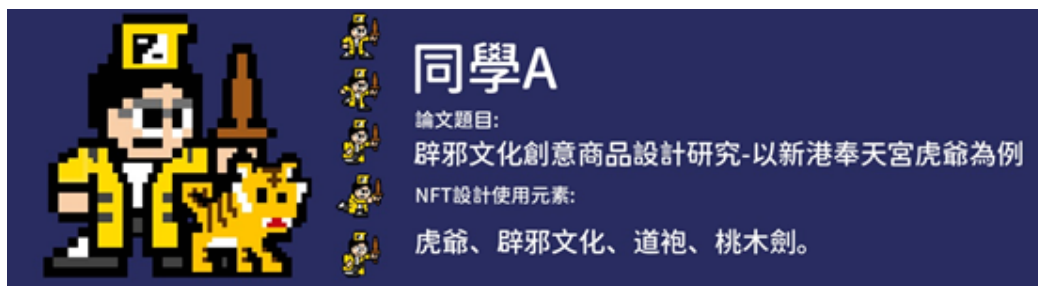 同學A
論文題目:
辟邪文化創意商品設計研究-以新港奉天宮虎爺為例
NFT設計使用元素:
虎爺、辟邪文化、道袍、桃木劍。